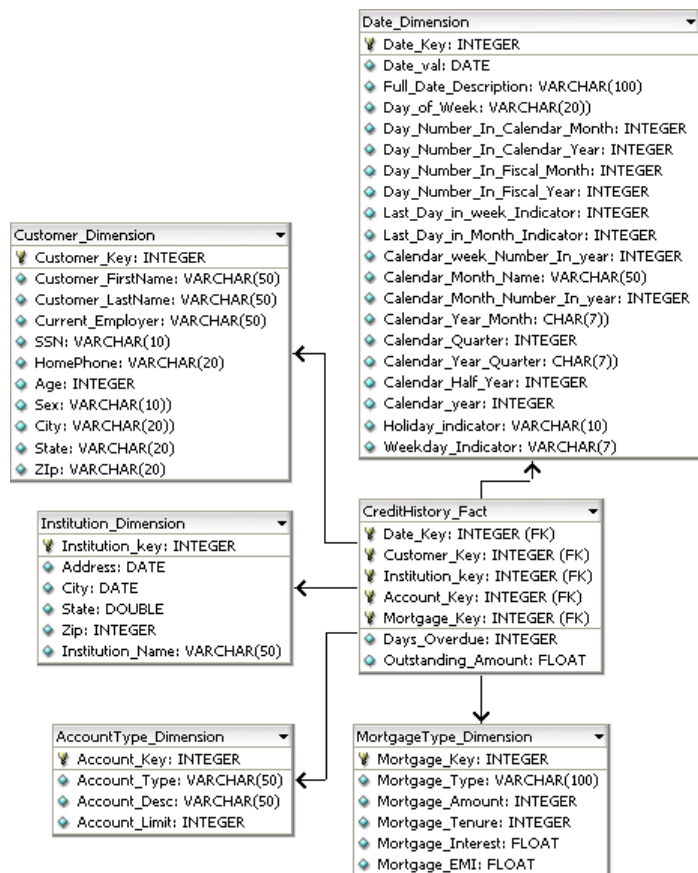 Date_Dimension
Date_Key: INTEGER
Date_val: DATE
Full_Date_Description: VARCHAR(100)
Day_of_Week: VARCHAR(20))
Day_Number_In_Calendar_Month: INTEGER
Day_Number_In_Calendar_Year: INTEGER
Day_Number_In_Fiscal_Month: INTEGER
Day_Number_In_Fiscal_Year: INTEGER
Last_Day_in_week_Indicator: INTEGER
Last_Day_in_Month_Indicator: INTEGER
Calendar_week_Number_In_year: INTEGER
Calendar_Month_Name: VARCHAR(50)
Calendar_Month_Number_In_year: INTEGER
Calendar_Year_Month: CHAR(7))
Calendar_Quarter: INTEGER
Calendar_Year_Quarter: CHAR(7))
Calendar_Half_Year: INTEGER
Calendar_year: INTEGER
Holiday_indicator: VARCHAR(10)
Weekday_Indicator: VARCHAR(7)
Customer_Dimension
Customer_Key: INTEGER
Customer_FirstName: VARCHAR(50)
Customer_LastName: VARCHAR(50)
Current_Employer: VARCHAR(50)
SSN: VARCHAR(10)
HomePhone: VARCHAR(20)
Age: INTEGER
Sex: VARCHAR(10))
City: VARCHAR(20))
State: VARCHAR(20)
ZIp: VARCHAR(20)
Institution_Dimension
Institution_key: INTEGER
Address: DATE
City: DATE
State: DOUBLE
Zip: INTEGER
Institution_Name: VARCHAR(50)
CreditHistory_Fact
Date_Key: INTEGER (FK)
Customer_Key: INTEGER (FK)
Institution_key: INTEGER (FK)
Account_Key: INTEGER (FK)
Mortgage_Key: INTEGER (FK)
Days_Overdue: INTEGER
Outstanding_Amount: FLOAT
AccountType_Dimension
Account_Key: INTEGER
Account_Type: VARCHAR(50)
Account_Desc: VARCHAR(50)
Account_Limit: INTEGER
MortgageType_Dimension
Mortgage_Key: INTEGER
Mortgage_Type: VARCHAR(100)
Mortgage_Amount: INTEGER
Mortgage_Tenure: INTEGER
Mortgage_Interest: FLOAT
Mortgage_EMI: FLOAT